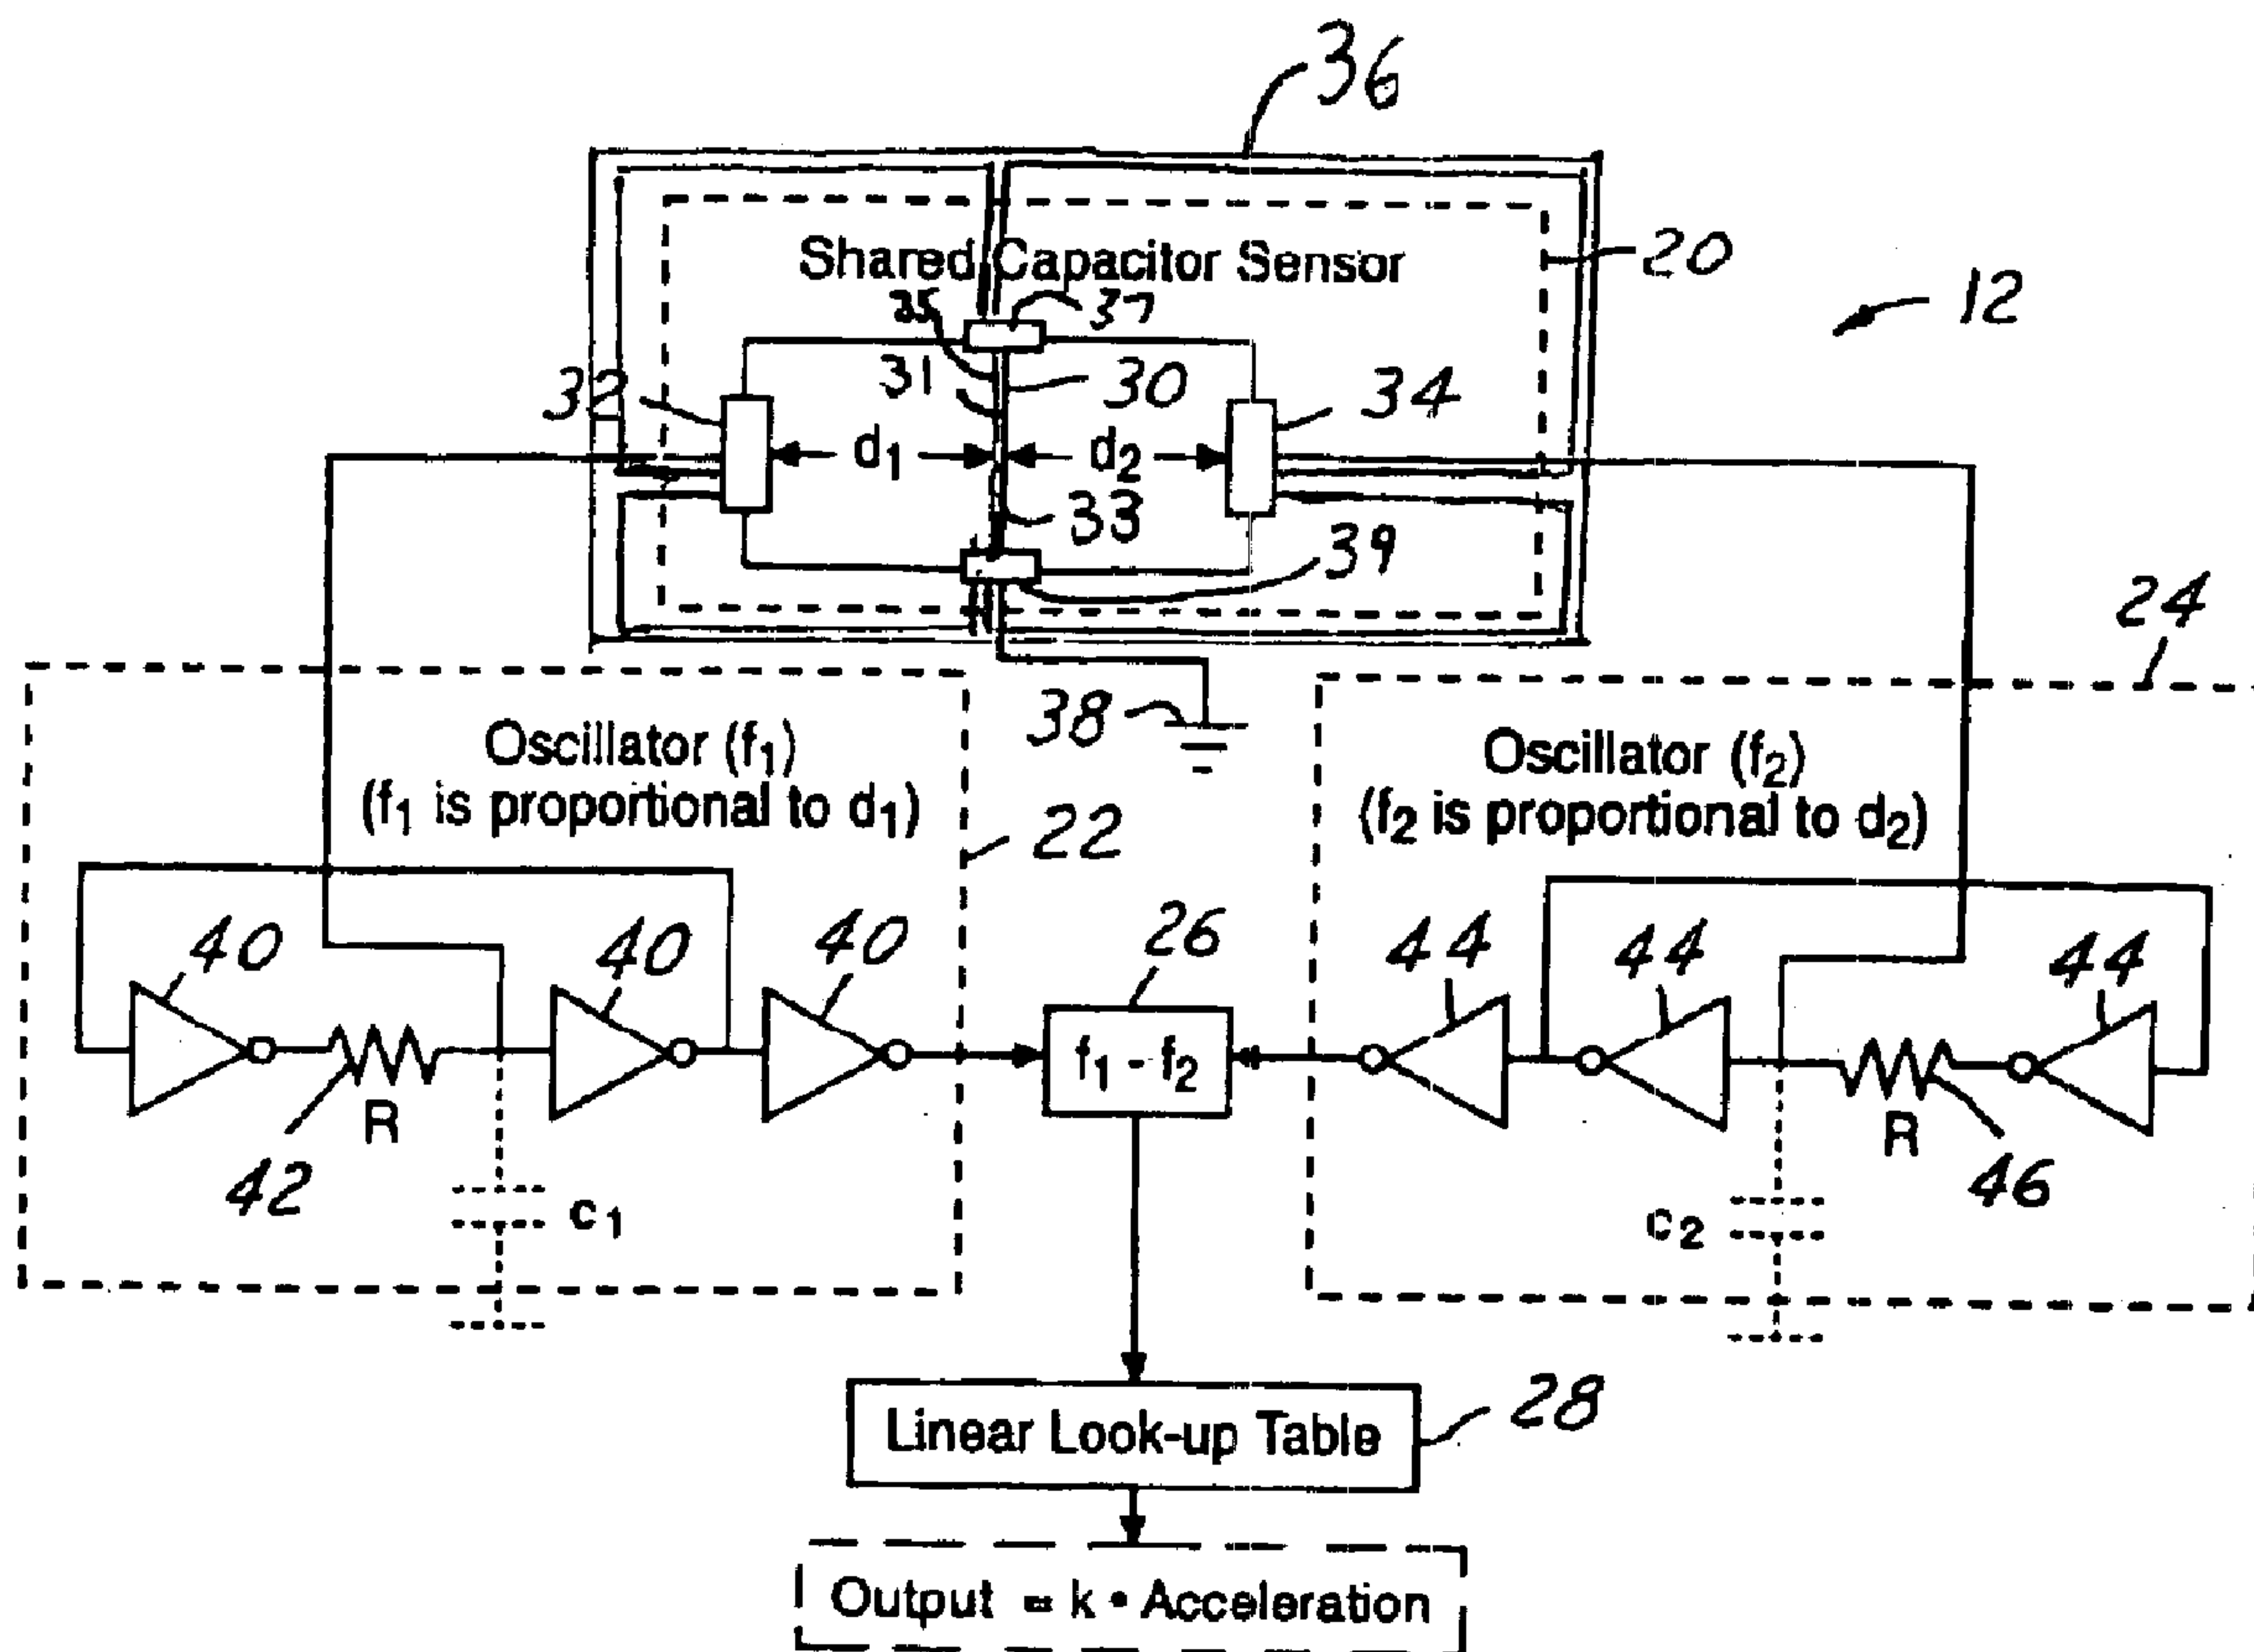 36
Shared Capacitor Sensor
20
12
35
37
31
30
32
34
d1
d2
33
39
24
38
Oscillator (f1)
(f1 is proportional to d1)
22
Oscillator (f2)
(f2 is proportional to d2)
40
40
40
26
44
44
44
f1 - f2
R
R
42
46
c1
c2
Linear Look-up Table
28
Output = k • Acceleration